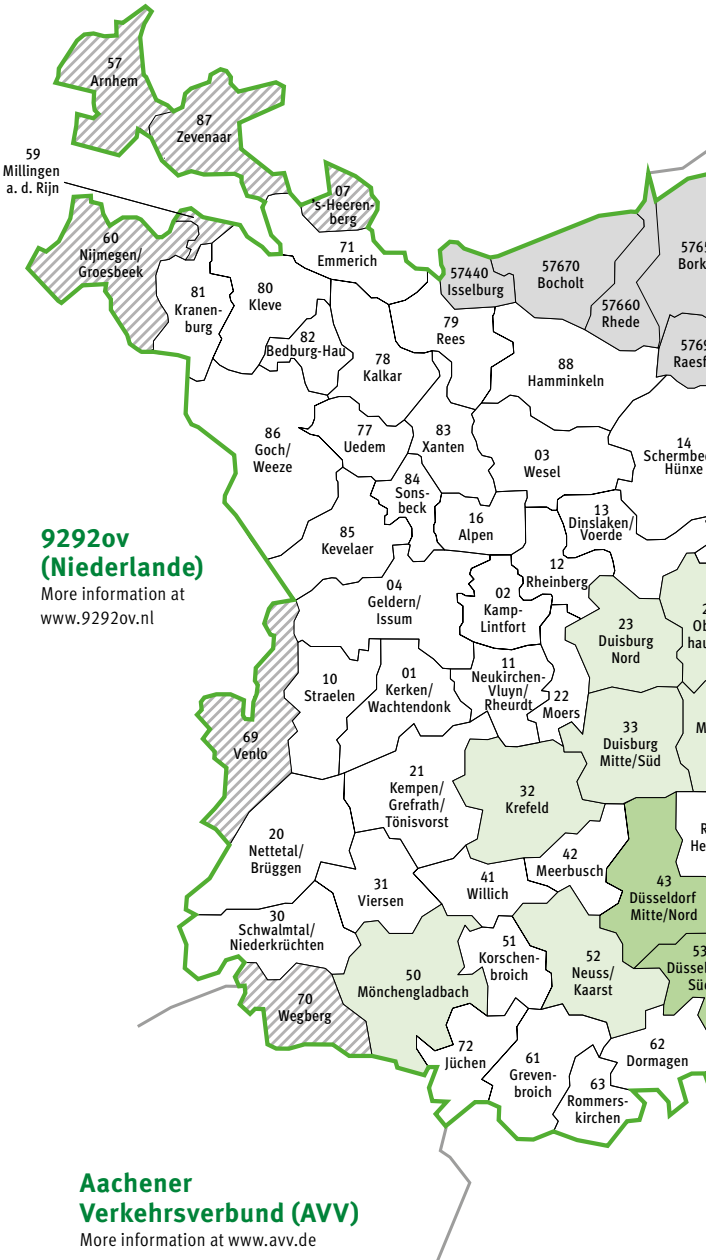 57
Arnhem
87
Zevenaar
59
Millingen
a. d. Rijn
07
's-Heeren-
berg
60
Nijmegen/
Groesbeek
71
Emmerich
57440
Isselburg
57670
Bocholt
57660
Rhede
81
Kranen-
burg
80
Kleve
82
Bedburg-Hau
78
Kalkar
79
Rees
88
Hamminkeln
86
Goch/
Weeze
77
Uedem
83
Xanten
03
Wesel
14
84
Sons-
beck
16
Alpen
13
Dinslaken/
Voerde
Hünxe
85
Kevelaer
12
Rheinberg
9292ov
(Niederlande)
More information at
www.9292ov.nl
04
Geldern/
Issum
02
Kamp-
Lintfort
23
Duisburg
Nord
10
Straelen
01
Kerken/
Wachtendonk
11
Neukirchen-
Vluyn/
Rheurdt
22
Moers
69
Venlo
33
Duisburg
Mitte/Süd
21
Kempen/
Grefrath/
Tönisvorst
32
Krefeld
20
Nettetal/
Brüggen
42
Meerbusch
31
Viersen
41
Willich
43
Düsseldorf
Mitte/Nord
30
Schwalmtal/
Niederkrüchten
51
Korschen-
broich
52
Neuss/
Kaarst
53
50
Mönchengladbach
70
Wegberg
72
Jüchen
61
Greven-
broich
62
Dormagen
63
Rommers-
kirchen
Aachener
Verkehrsverbund (AVV)
More information at www.avv.de